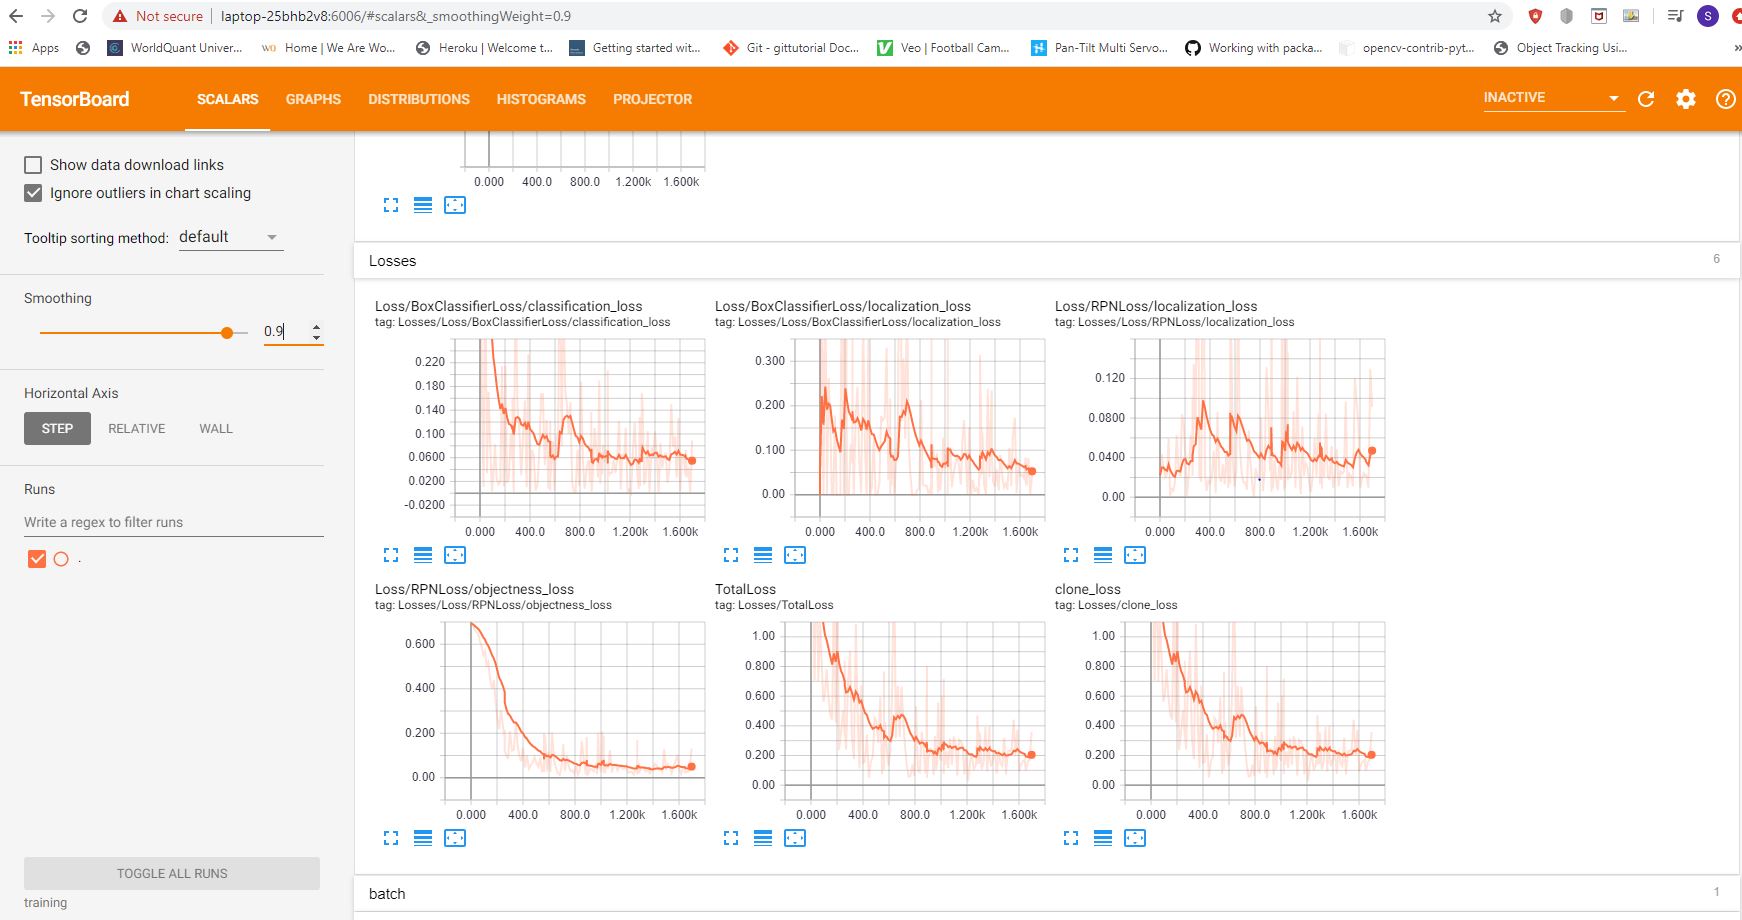 Not secure | laptop-25bhb2v8:6006/#scalars&_smoothingWeight=0.9
S
Apps WorldQuant Univer... WO Home | We Are Wo... Heroku | Welcome t... Getting started wit... Git - gittutorial Doc... Veo | Football Cam... Pan-Tilt Multi Servo... Working with packa... opencv-contrib-pyt... Object Tracking Usi... »
TensorBoard SCALARS GRAPHS DISTRIBUTIONS HISTOGRAMS PROJECTOR INACTIVE
Show data download links
Ignore outliers in chart scaling
Tooltip sorting method: default
Smoothing
0.9
Horizontal Axis
STEP RELATIVE WALL
Runs
Write a regex to filter runs
.
TOGGLE ALL RUNS
training
0.000 400.0 800.0 1.200k 1.600k
Losses 6
Loss/BoxClassifierLoss/classification_loss
tag: Losses/Loss/BoxClassifierLoss/classification_loss
0.220
0.180
0.140
0.100
0.0600
0.0200
-0.0200
0.000 400.0 800.0 1.200k 1.600k
Loss/BoxClassifierLoss/localization_loss
tag: Losses/Loss/BoxClassifierLoss/localization_loss
0.300
0.200
0.100
0.00
0.000 400.0 800.0 1.200k 1.600k
Loss/RPNLoss/localization_loss
tag: Losses/Loss/RPNLoss/localization_loss
0.120
0.0800
0.0400
0.00
0.000 400.0 800.0 1.200k 1.600k
Loss/RPNLoss/objectness_loss
tag: Losses/Loss/RPNLoss/objectness_loss
0.600
0.400
0.200
0.00
0.000 400.0 800.0 1.200k 1.600k
TotalLoss
tag: Losses/TotalLoss
1.00
0.800
0.600
0.400
0.200
0.00
0.000 400.0 800.0 1.200k 1.600k
clone_loss
tag: Losses/clone_loss
1.00
0.800
0.600
0.400
0.200
0.00
0.000 400.0 800.0 1.200k 1.600k
batch 1